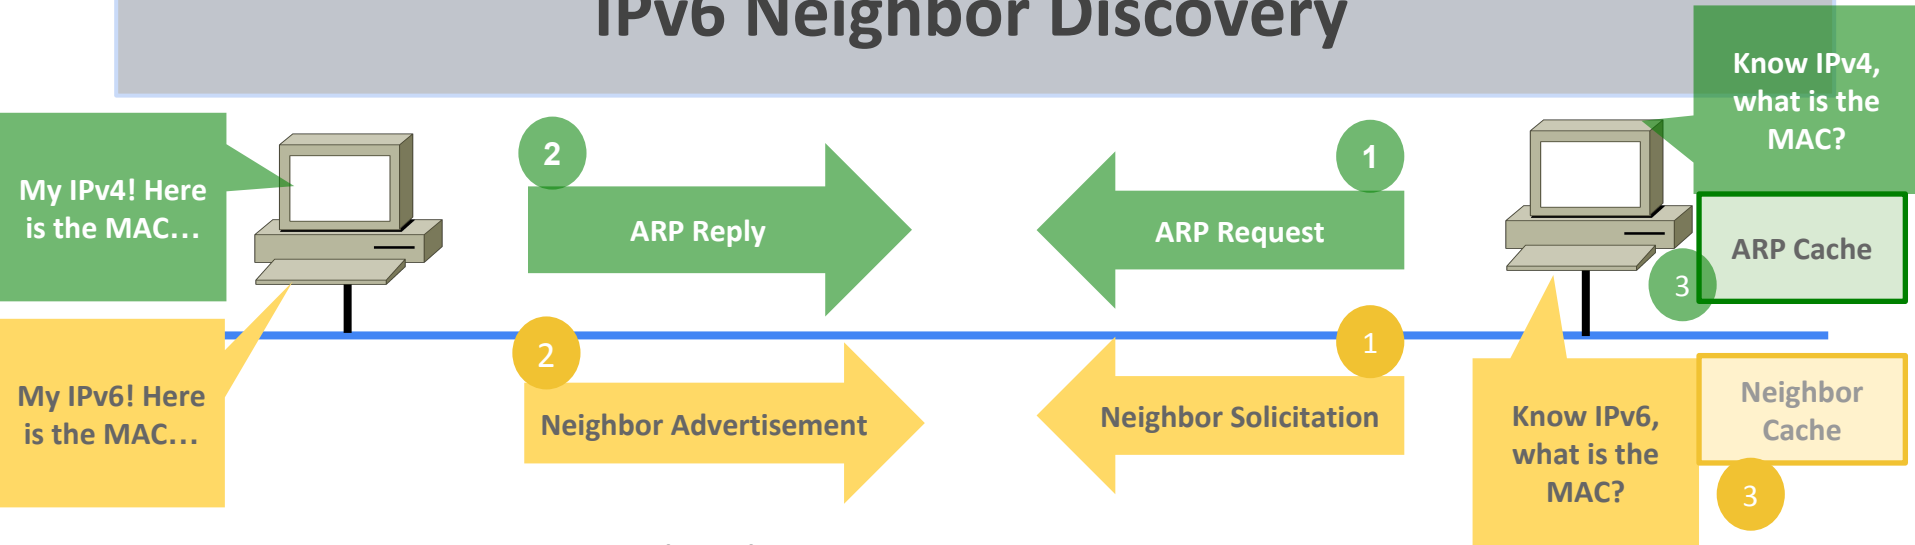 IPv6 Neighbor Discovery
Know IPv4,
what is the
MAC?
My IPv4! Here
is the MAC...
2
ARP Reply
1
ARP Request
ARP Cache
3
My IPv6! Here
is the MAC...
2
Neighbor Advertisement
1
Neighbor Solicitation
Know IPv6,
what is the
MAC?
Neighbor
Cache
3